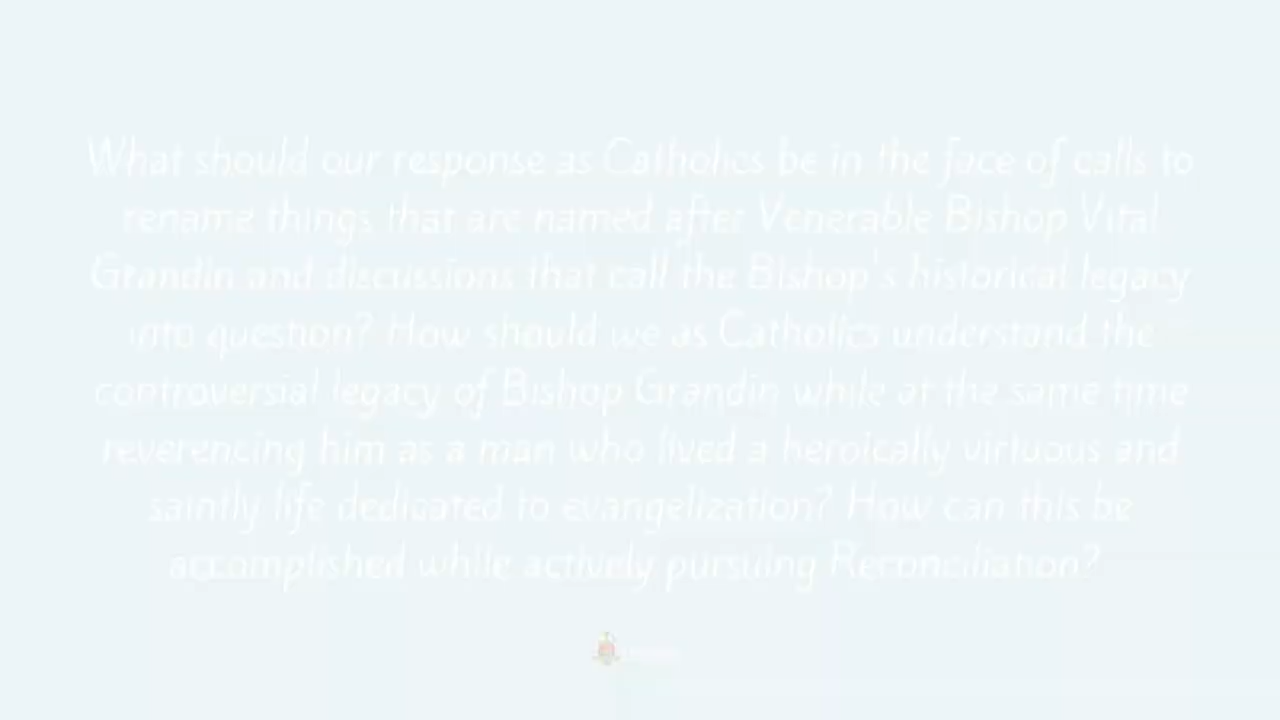 What should our response as Catholics be in the face of calls to
rename things that are named after Venerable Bishop Vital
Grandin and discussions that call the Bishop's historical legacy
into question? How should we as Catholics understand the
controversial legacy of Bishop Grandin while at the same time
reverencing him as a man who lived a heroically virtuous and
saintly life dedicated to evangelization? How can this be
accomplished while actively pursuing Reconciliation?